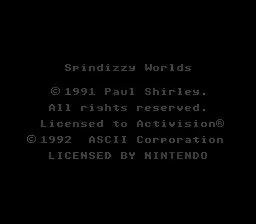 Spindizzy Worlds
©1991 Paul Shirley.
All rights reserved.
Licensed to Activision®
©1992 ASCII Corporation
LICENSED BY NINTENDO